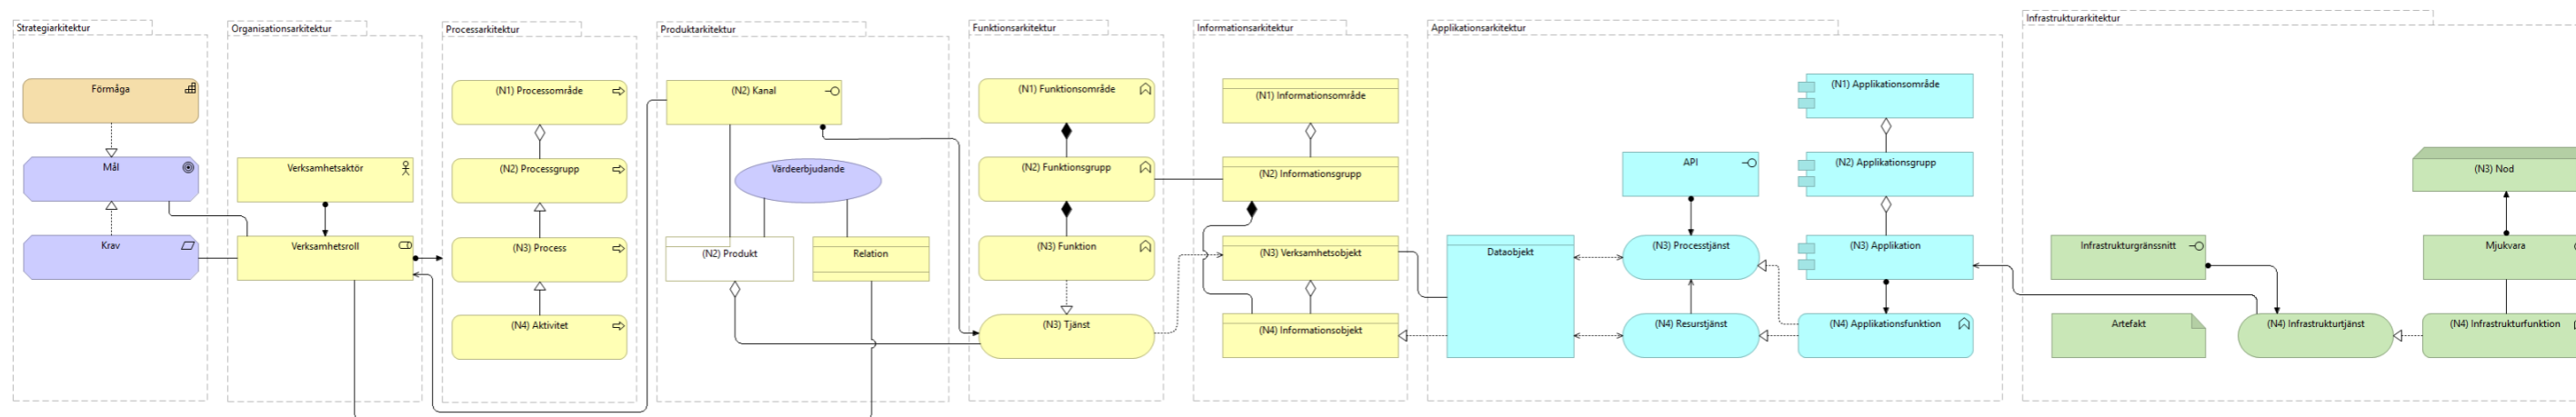 Strategiarkitektur
Förmåga
Mål
Krav
Organisationsarkitektur
Verksamhetsaktör
Verksamhetsroll
Processarkitektur
(N1) Processområde
(N2) Processgrupp
(N3) Process
(N4) Aktivitet
Produktarkitektur
(N2) Kanal
Värdeerbjudande
(N2) Produkt
Relation
Funktionsarkitektur
(N1) Funktionsområde
(N2) Funktionsgrupp
(N3) Funktion
(N3) Tjänst
Informationsarkitektur
(N1) Informationsområde
(N2) Informationsgrupp
(N3) Verksamhetsobjekt
(N4) Informationsobjekt
Applikationsarkitektur
Dataobjekt
API
(N3) Processtjänst
(N4) Resurstjänst
(N1) Applikationsområde
(N2) Applikationsgrupp
(N3) Applikation
(N4) Applikationsfunktion
Infrastrukturarkitektur
Infrastrukturgränssnitt
Artefakt
(N4) Infrastrukturtjänst
(N3) Nod
Mjukvara
(N4) Infrastrukturfunktion